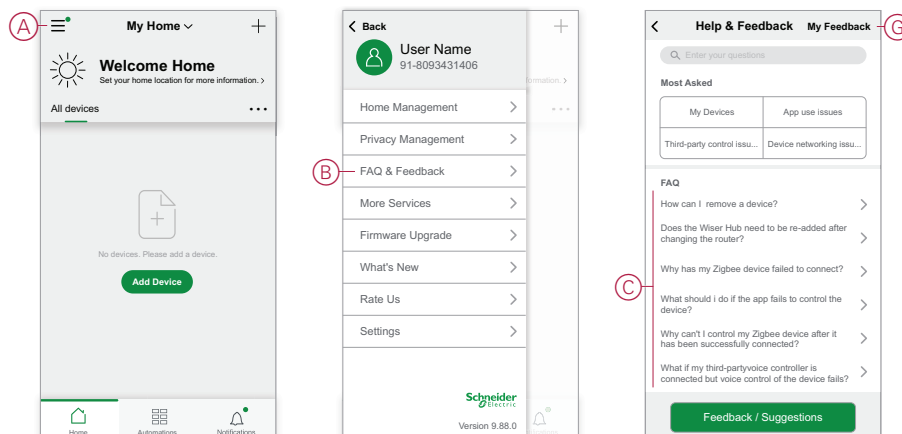 A
My Home
Welcome Home
Set your home location for more information. >
All devices
No devices. Please add a device.
Add Device
Home
Automations
Notifications
Back
User Name
91-8093431406
formation. >
Home Management
Privacy Management
B
FAQ & Feedback
More Services
Firmware Upgrade
What's New
Rate Us
Settings
Schneider
Electric
Version 9.88.0
Help & Feedback
My Feedback
G
Enter your questions
Most Asked
My Devices
App use issues
Third-party control issu...
Device networking issu...
FAQ
How can I remove a device?
Does the Wiser Hub need to be re-added after
changing the router?
Why has my Zigbee device failed to connect?
C
What should i do if the app fails to control the
device?
Why can't I control my Zigbee device after it
has been successfully connected?
What if my third-partyvoice controller is
connected but voice control of the device fails?
Feedback / Suggestions